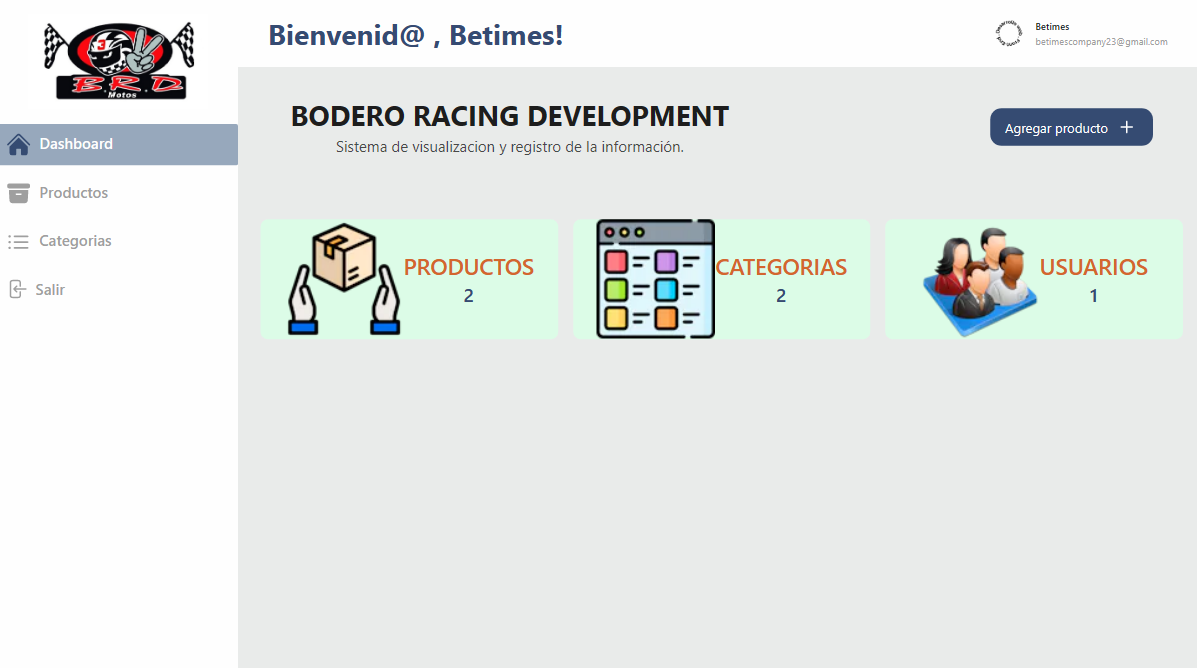 B.R.D
Motos
Dashboard
Productos
Categorias
Salir
Bienvenid@ , Betimes!
Betimes
betimescompany23@gmail.com
BODERO RACING DEVELOPMENT
Sistema de visualizacion y registro de la información.
Agregar producto +
PRODUCTOS
2
CATEGORIAS
2
USUARIOS
1